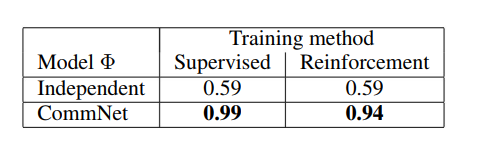 Training method
Model Φ Supervised Reinforcement
Independent 0.59 0.59
CommNet 0.99 0.94